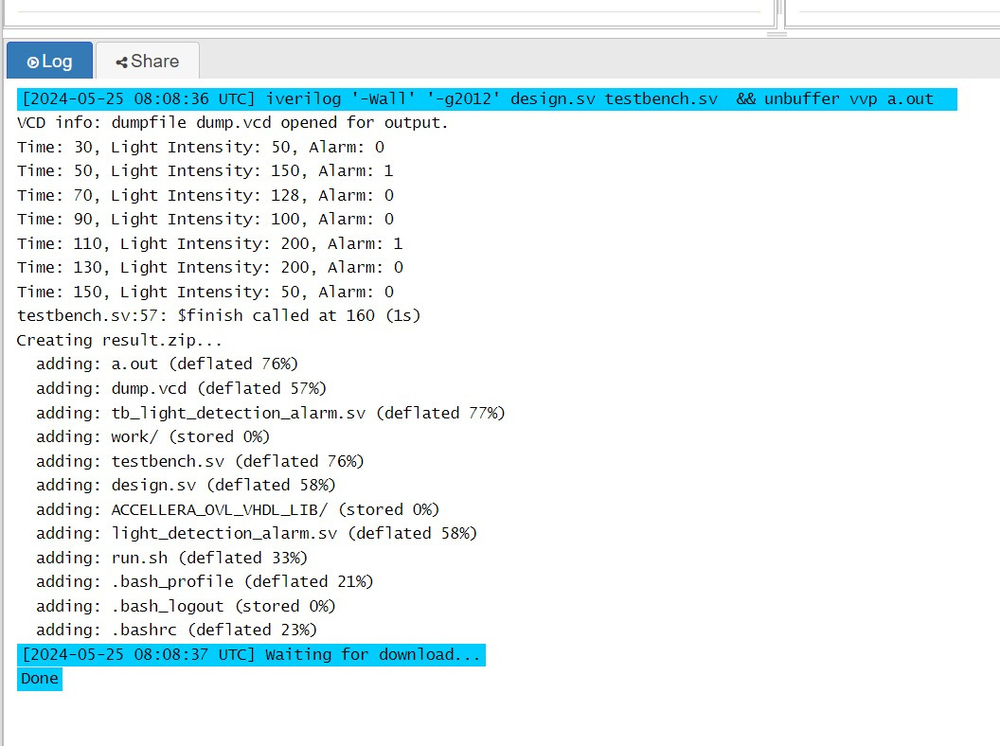 Log
Share
[2024-05-25 08:08:36 UTC] iverilog '-Wall' '-g2012' design.sv testbench.sv  && unbuffer vvp a.out
VCD info: dumpfile dump.vcd opened for output.
Time: 30, Light Intensity: 50, Alarm: 0
Time: 50, Light Intensity: 150, Alarm: 1
Time: 70, Light Intensity: 128, Alarm: 0
Time: 90, Light Intensity: 100, Alarm: 0
Time: 110, Light Intensity: 200, Alarm: 1
Time: 130, Light Intensity: 200, Alarm: 0
Time: 150, Light Intensity: 50, Alarm: 0
testbench.sv:57: $finish called at 160 (1s)
Creating result.zip...
  adding: a.out (deflated 76%)
  adding: dump.vcd (deflated 57%)
  adding: tb_light_detection_alarm.sv (deflated 77%)
  adding: work/ (stored 0%)
  adding: testbench.sv (deflated 76%)
  adding: design.sv (deflated 58%)
  adding: ACCELLERA_OVL_VHDL_LIB/ (stored 0%)
  adding: light_detection_alarm.sv (deflated 58%)
  adding: run.sh (deflated 33%)
  adding: .bash_profile (deflated 21%)
  adding: .bash_logout (stored 0%)
  adding: .bashrc (deflated 23%)
[2024-05-25 08:08:37 UTC] Waiting for download...
Done